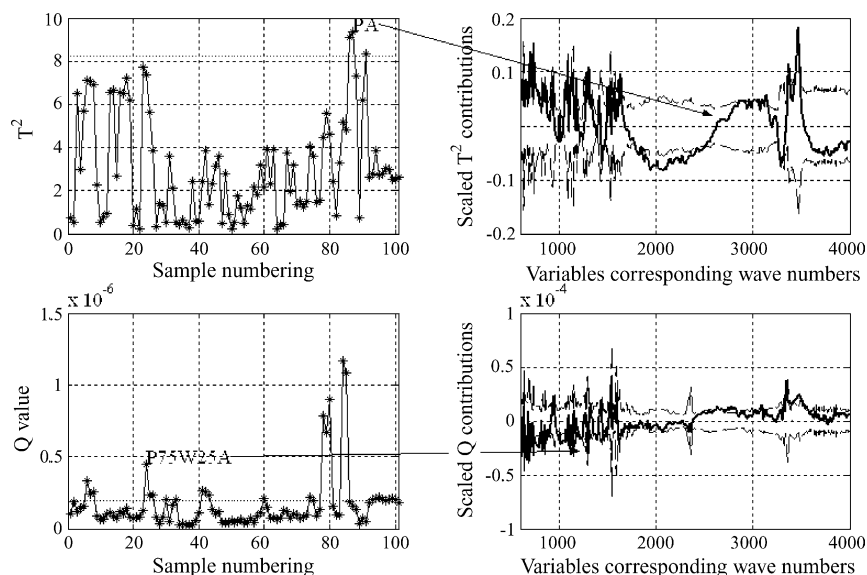 10
8
6
4
2
0
T2
PA
0 20 40 60 80 100
Sample numbering
0.2
0.1
-0.1
-0.2
Scaled T2 contributions
1000 2000 3000 4000
Variables corresponding wave numbers
x 10-6
1.5
1
0.5
0
Q value
P75W25A
0 20 40 60 80 100
Sample numbering
x 10-4
1
0.5
0
-0.5
-1
Scaled Q contributions
1000 2000 3000 4000
Variables corresponding wave numbers